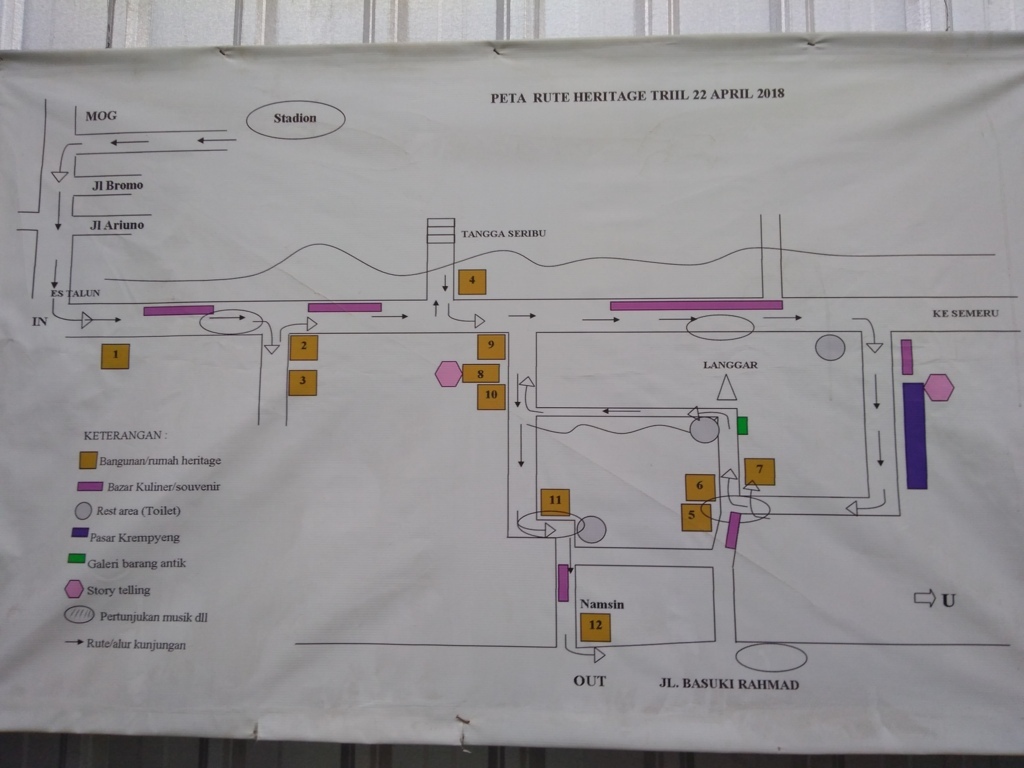 PETA RUTE HERITAGE TRIIL 22 APRIL 2018
MOG
Stadion
Jl Bromo
Jl Arjuno
TANGGA SERIBU
4
ES TALUN
IN
KE SEMERU
1
2
9
3
8
10
LANGGAR
KETERANGAN :
Bangunan/rumah heritage
Bazar Kuliner/souvenir
Rest area (Toilet)
Pasar Krempyeng
Galeri barang antik
Story telling
Pertunjukan musik dll
Rute/alur kunjungan
7
6
11
5
U
Namsin
12
OUT
JL. BASUKI RAHMAD